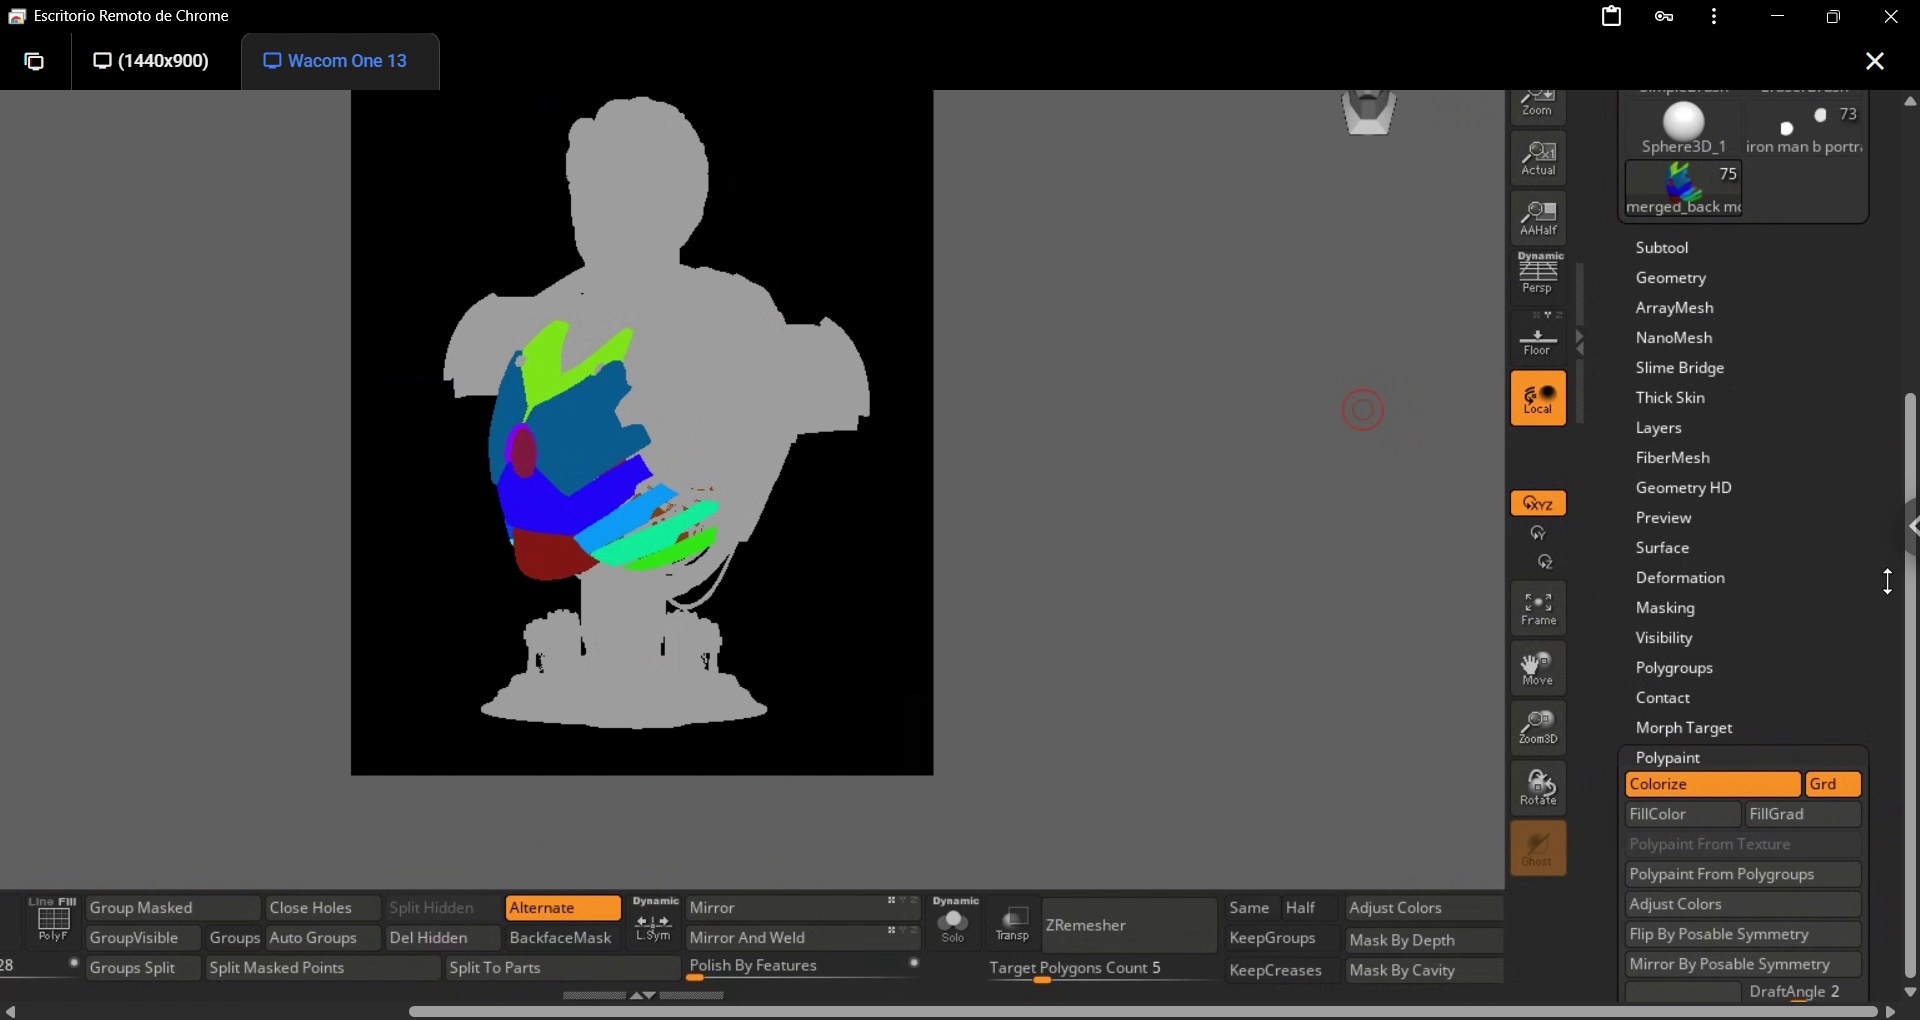 Escritorio Remoto de Chrome
(1440x900)
Wacom One 13
Zoom
73
Sphere3D_1
iron man b portra
Actual
75
merged_back mo
AAHalf
Subtool
Dynamic
Geometry
Persp
ArrayMesh
NanoMesh
Floor
Slime Bridge
Thick Skin
Local
Layers
FiberMesh
Geometry HD
XYZ
Preview
Y
Surface
Z
Deformation
Masking
Frame
Visibility
Polygroups
Move
Contact
Morph Target
Zoom3D
Polypaint
Colorize Grd
Rotate
FillColor FillGrad
Polypaint From Texture
Ghost
Polypaint From Polygroups
Adjust Colors
Flip By Posable Symmetry
Mirror By Posable Symmetry
DraftAngle 2
Line Fill
PolyF
Group Masked
Close Holes
Split Hidden
Alternate
Dynamic
L.Sym
Mirror
Dynamic
Solo
Transp
ZRemesher
Same
Half
Adjust Colors
GroupVisible
Groups
Auto Groups
Del Hidden
BackfaceMask
Mirror And Weld
KeepGroups
Mask By Depth
28
Groups Split
Split Masked Points
Split To Parts
Polish By Features
Target Polygons Count 5
KeepCreases
Mask By Cavity